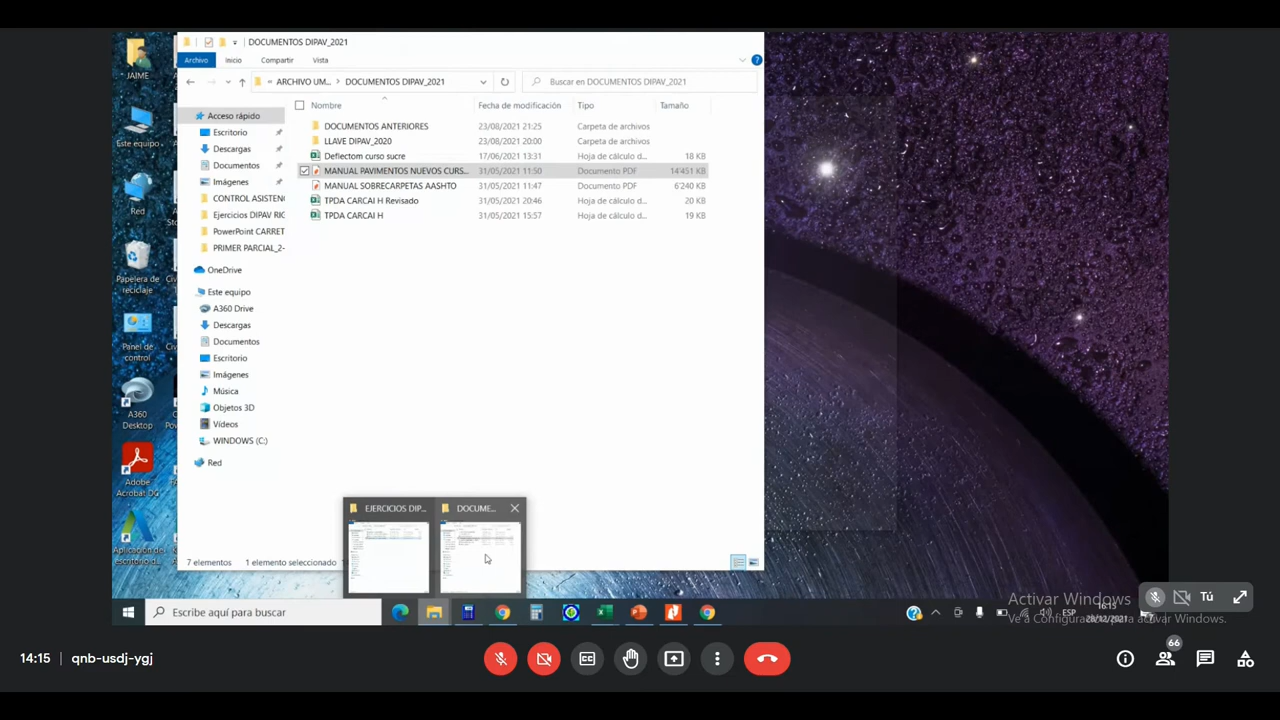 DOCUMENTOS DIPAV_2021
Archivo Inicio Compartir Vista
« ARCHIVO UM... > DOCUMENTOS DIPAV_2021
Buscar en DOCUMENTOS DIPAV_2021
Nombre Fecha de modificación Tipo Tamaño
DOCUMENTOS ANTERIORES 23/08/2021 21:25 Carpeta de archivos
LLAVE DIPAV_2020 23/08/2021 20:00 Carpeta de archivos
Deflectom curso sucre 17/06/2021 13:31 Hoja de cálculo d... 18 KB
MANUAL PAVIMENTOS NUEVOS CURS... 31/05/2021 11:50 Documento PDF 14'451 KB
MANUAL SOBRECARPETAS AASHTO 31/05/2021 11:47 Documento PDF 6'240 KB
TPDA CARCAI H Revisado 31/05/2021 20:46 Hoja de cálculo d... 20 KB
TPDA CARCAI H 31/05/2021 15:57 Hoja de cálculo d... 19 KB
Acceso rápido
Escritorio
Descargas
Documentos
Imágenes
CONTROL ASISTEN
Ejercicios DIPAV RIG
PowerPoint CARRET
PRIMER PARCIAL_2-
OneDrive
Este equipo
A360 Drive
Descargas
Documentos
Escritorio
Imágenes
Música
Objetos 3D
Vídeos
WINDOWS (C:)
Red
7 elementos 1 elemento seleccionado
JAIME
Este equipo
Red
Papelera de
reciclaje
Panel de
control
A360
Desktop
Adobe
Acrobat DC
Aplicación de
escritorio d...
EJERCICIOS DIP... DOCUME...
Escribe aquí para buscar
ESP
Activar Windows
Ve a Configuración para activar Windows.
Tú
14:15 | qnb-usdj-ygj
66